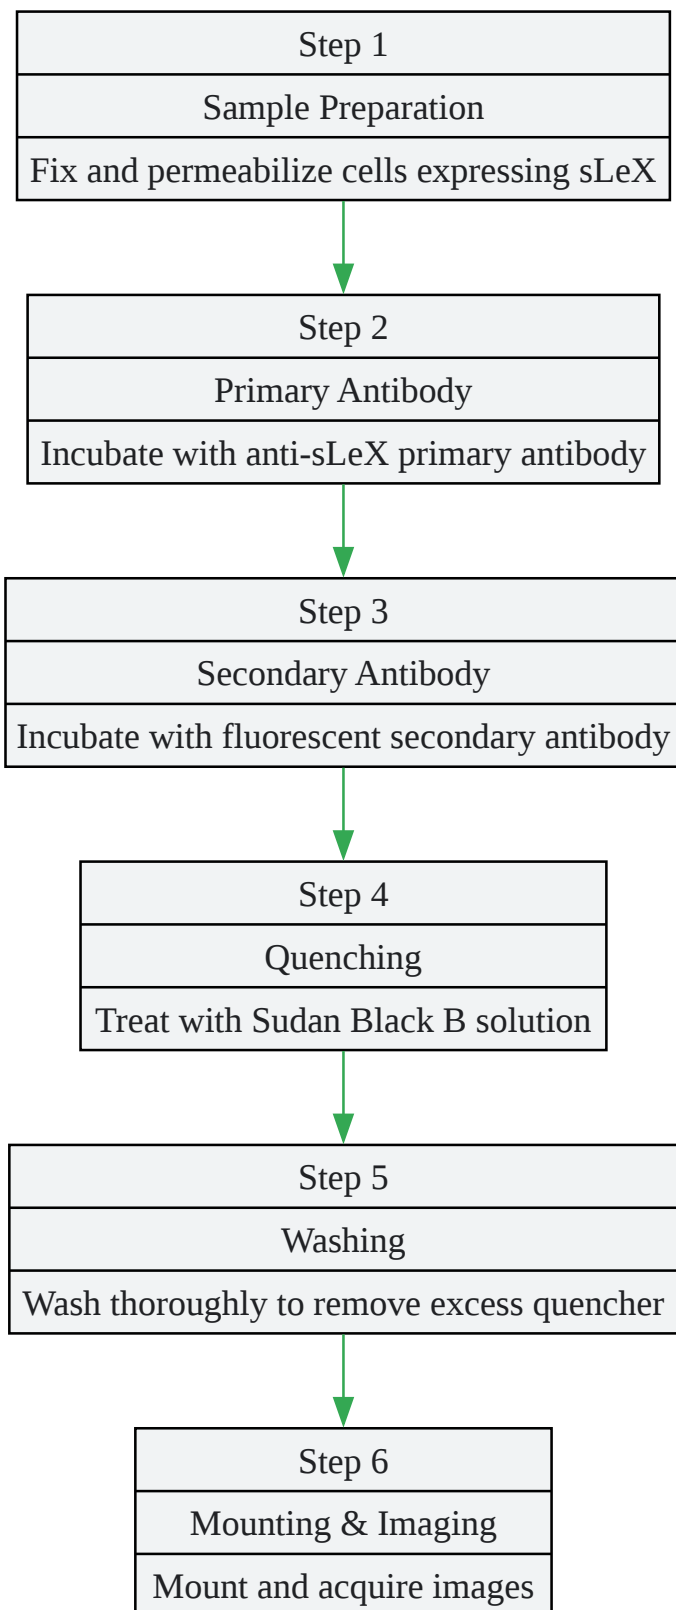 Step 1
Sample Preparation
Fix and permeabilize cells expressing sLeX
Step 2
Primary Antibody
Incubate with anti-sLeX primary antibody
Step 3
Secondary Antibody
Incubate with fluorescent secondary antibody
Step 4
Quenching
Treat with Sudan Black B solution
Step 5
Washing
Wash thoroughly to remove excess quencher
Step 6
Mounting & Imaging
Mount and acquire images